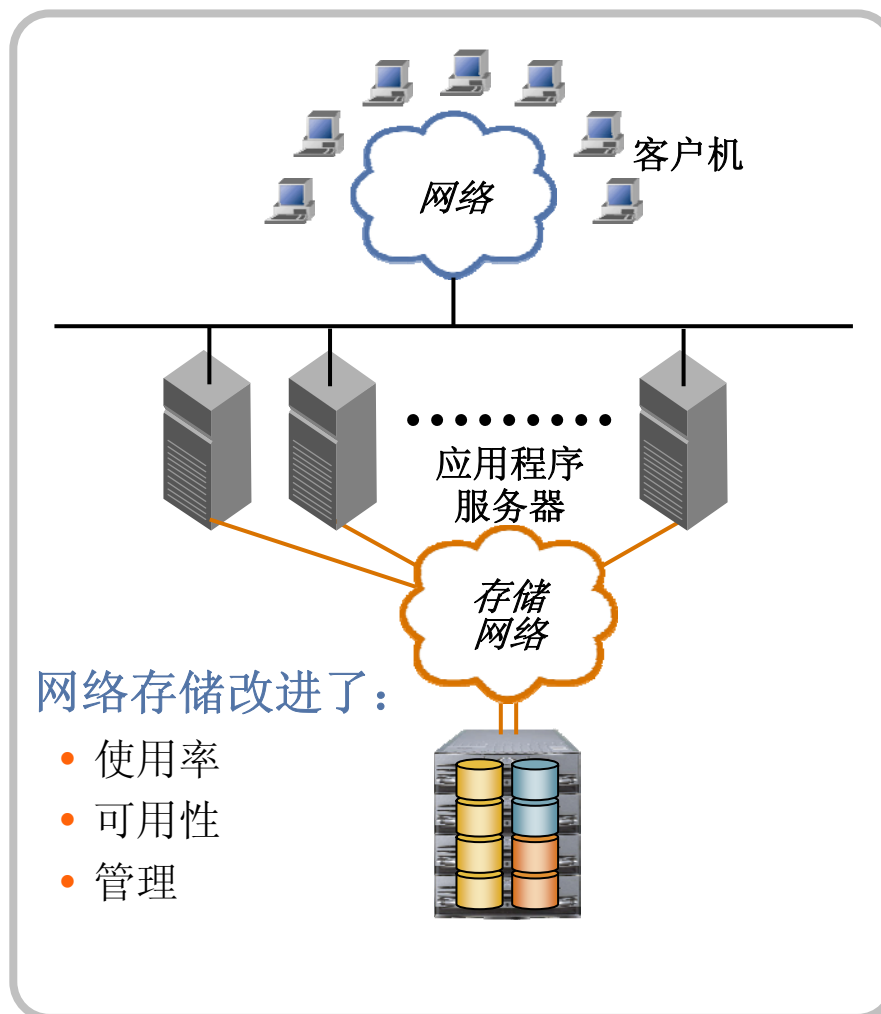 客户机
网络
应用程序
服务器
存储
网络
网络存储改进了：
• 使用率
• 可用性
• 管理